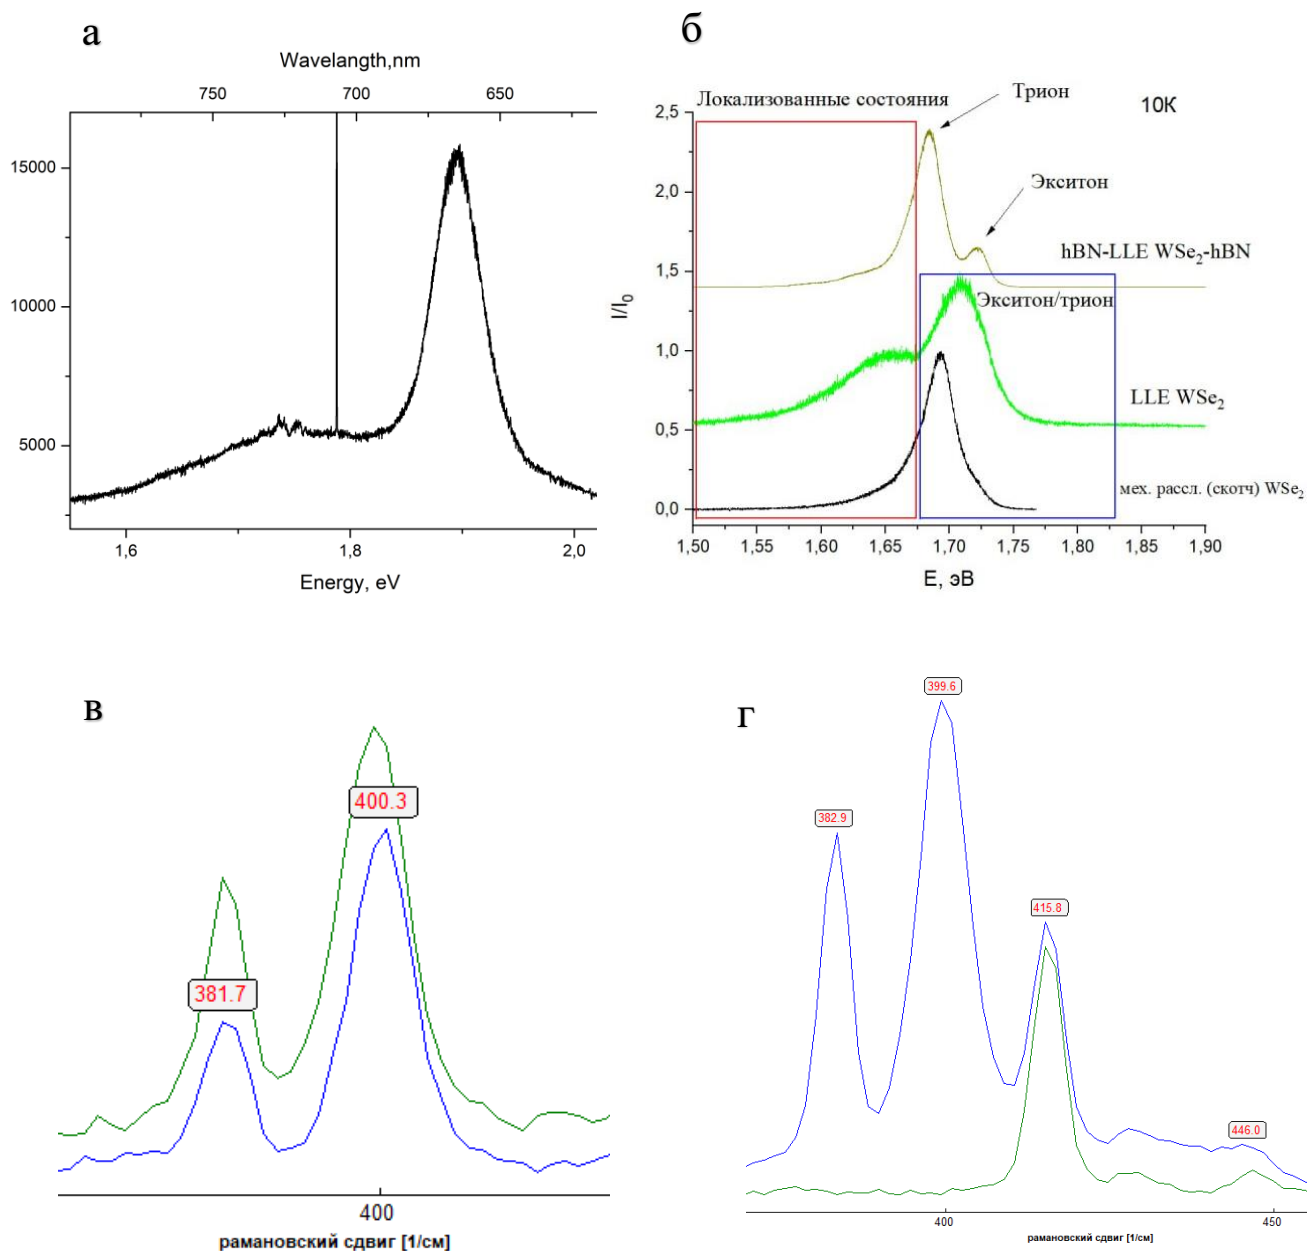 а
Wavelangth,nm
750
700
650
15000
10000
5000
1,6
1,8
2,0
Energy, eV
б
Локализованные состояния
Трион
10К
2,5
2,0
1,5
1,0
0,5
0,0
I/I0
Экситон
hBN-LLE WSe2-hBN
Экситон/трион
LLE WSe2
мех. рассл. (скотч) WSe2
1,50
1,55
1,60
1,65
1,70
1,75
1,80
1,85
1,90
Е, эВ
в
400.3
381.7
400
рамановский сдвиг [1/см]
г
399.6
382.9
415.8
446.0
400
450
рамановский сдвиг [1/см]